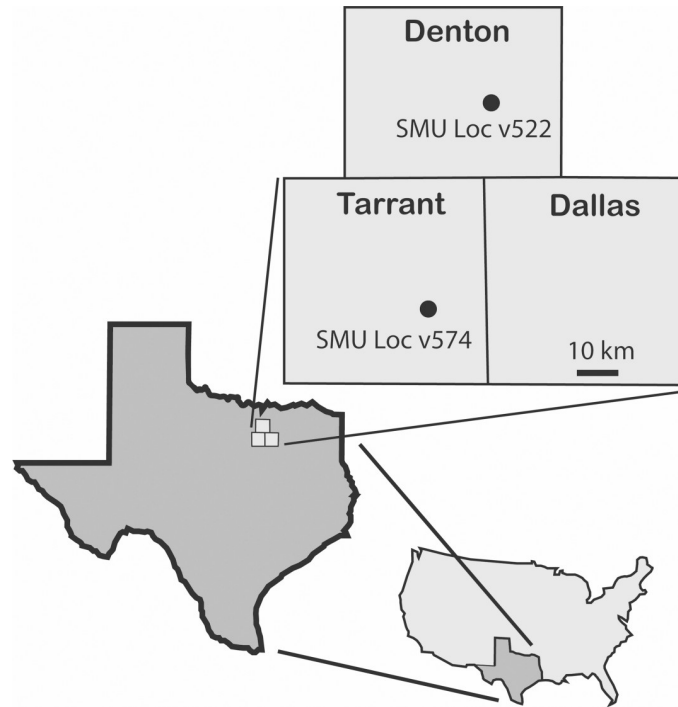 Denton
SMU Loc v522
Tarrant
Dallas
SMU Loc v574
10 km